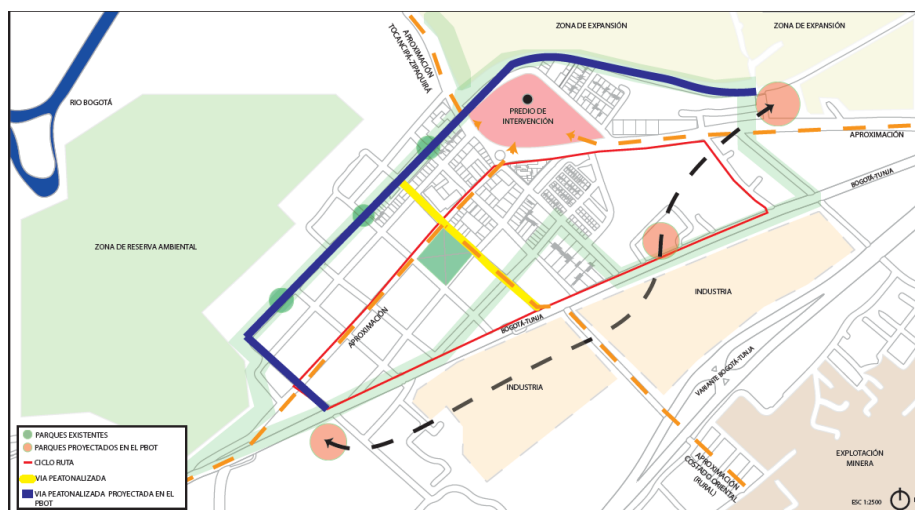 ZONA DE EXPANSIÓN
ZONA DE EXPANSIÓN
APROXIMACIÓN
TOCANCIPA-ZIPAQUIRÁ
RIO BOGOTÁ
PREDIO DE
INTERVENCIÓN
APROXIMACIÓN
BOGOTÁ-TUNJA
ZONA DE RESERVA AMBIENTAL
INDUSTRIA
APROXIMACIÓN
BOGOTÁ-TUNJA
VARIANTE BOGOTÁ-TUNJA
INDUSTRIA
PARQUES EXISTENTES
PARQUES PROYECTADOS EN EL PBOT
CICLO RUTA
VIA PEATONALIZADA
VIA PEATONALIZADA PROYECTADA EN EL
PBOT
APROXIMACIÓN
COSTADO ORIENTAL
(RURAL)
EXPLOTACIÓN
MINERA
ESC 1:2500